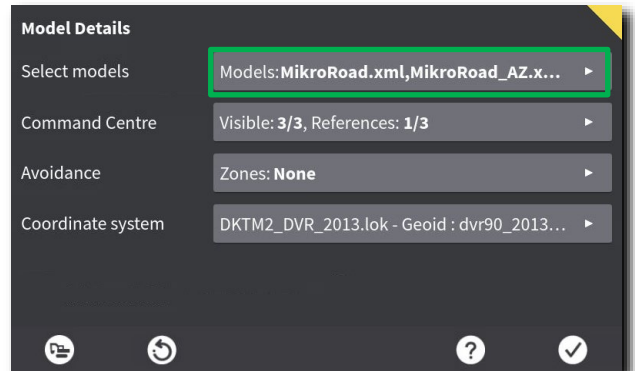 Model Details
Select models Models:MikroRoad.xml,MikroRoad_AZ.x...
Command Centre Visible: 3/3, References: 1/3
Avoidance Zones: None
Coordinate system DKTM2_DVR_2013.lok - Geoid : dvr90_2013...
?